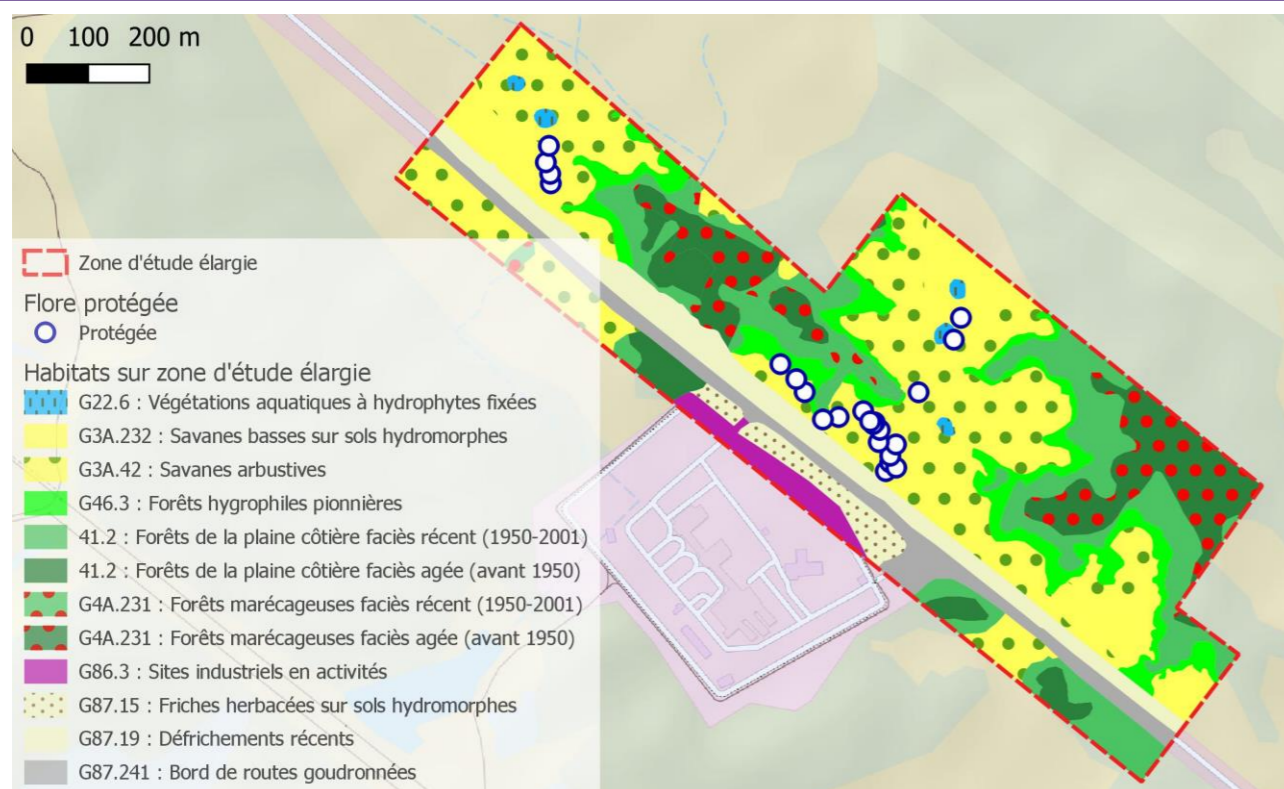 0 100 200 m
Zone d'étude élargie
Flore protégée
Protégée
Habitats sur zone d'étude élargie
G22.6 : Végétations aquatiques à hydrophytes fixées
G3A.232 : Savanes basses sur sols hydromorphes
G3A.42 : Savanes arbustives
G46.3 : Forêts hygrophiles pionnières
41.2 : Forêts de la plaine côtière faciès récent (1950-2001)
41.2 : Forêts de la plaine côtière faciès agée (avant 1950)
G4A.231 : Forêts marécageuses faciès récent (1950-2001)
G4A.231 : Forêts marécageuses faciès agée (avant 1950)
G86.3 : Sites industriels en activités
G87.15 : Friches herbacées sur sols hydromorphes
G87.19 : Défrichements récents
G87.241 : Bord de routes goudronnées